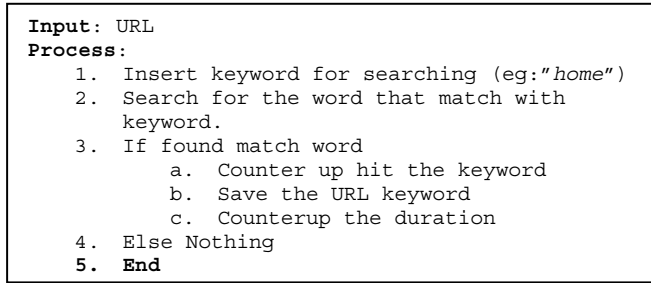 Input: URL
Process:
1. Insert keyword for searching (eg:"home")
2. Search for the word that match with
keyword.
3. If found match word
a. Counter up hit the keyword
b. Save the URL keyword
c. Counterup the duration
4. Else Nothing
5. End